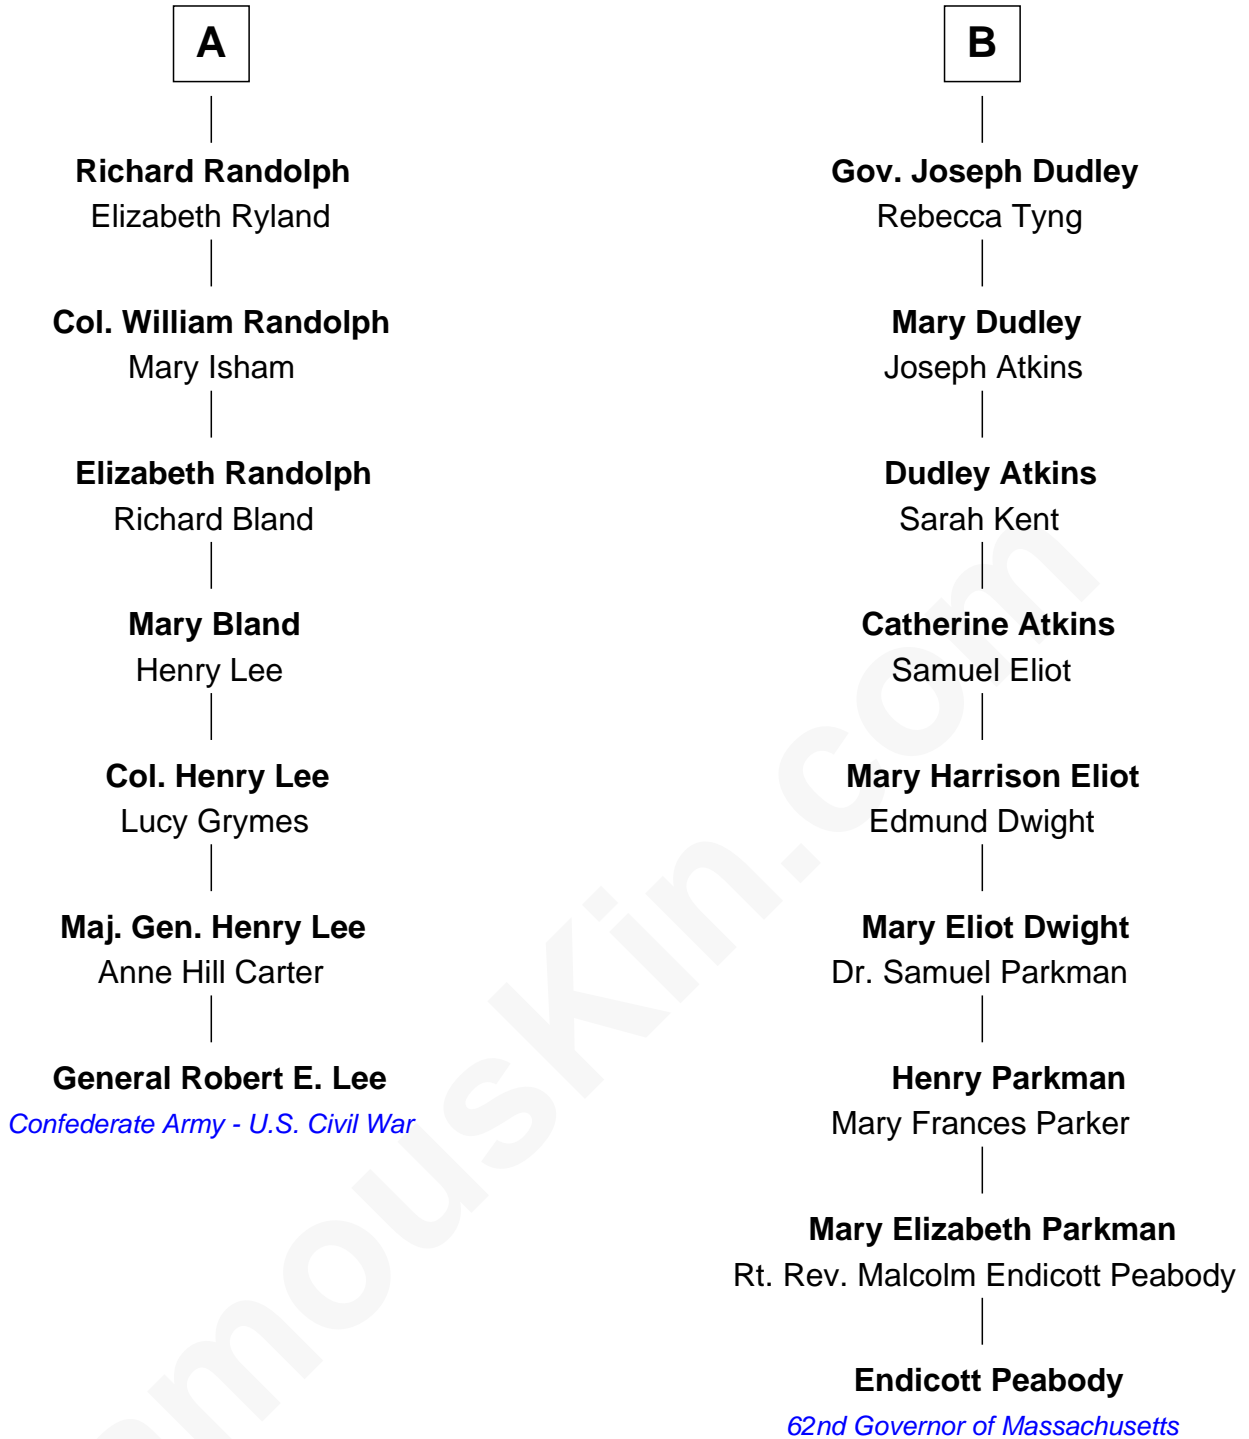 A
Richard Randolph
Elizabeth Ryland
Col. William Randolph
Mary Isham
Elizabeth Randolph
Richard Bland
Mary Bland
Henry Lee
Col. Henry Lee
Lucy Grymes
Maj. Gen. Henry Lee
Anne Hill Carter
General Robert E. Lee
Confederate Army - U.S. Civil War
B
Gov. Joseph Dudley
Rebecca Tyng
Mary Dudley
Joseph Atkins
Dudley Atkins
Sarah Kent
Catherine Atkins
Samuel Eliot
Mary Harrison Eliot
Edmund Dwight
Mary Eliot Dwight
Dr. Samuel Parkman
Henry Parkman
Mary Frances Parker
Mary Elizabeth Parkman
Rt. Rev. Malcolm Endicott Peabody
Endicott Peabody
62nd Governor of Massachusetts
amouskin.com